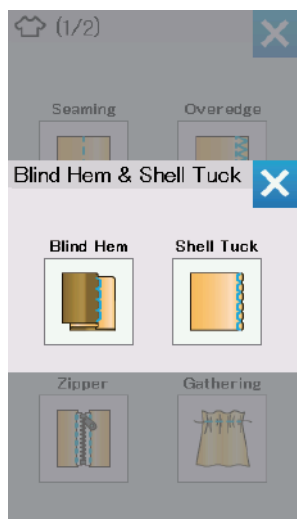 (1/2)
Seaming Overedge
Blind Hem & Shell Tuck
Blind Hem Shell Tuck
Zipper Gathering